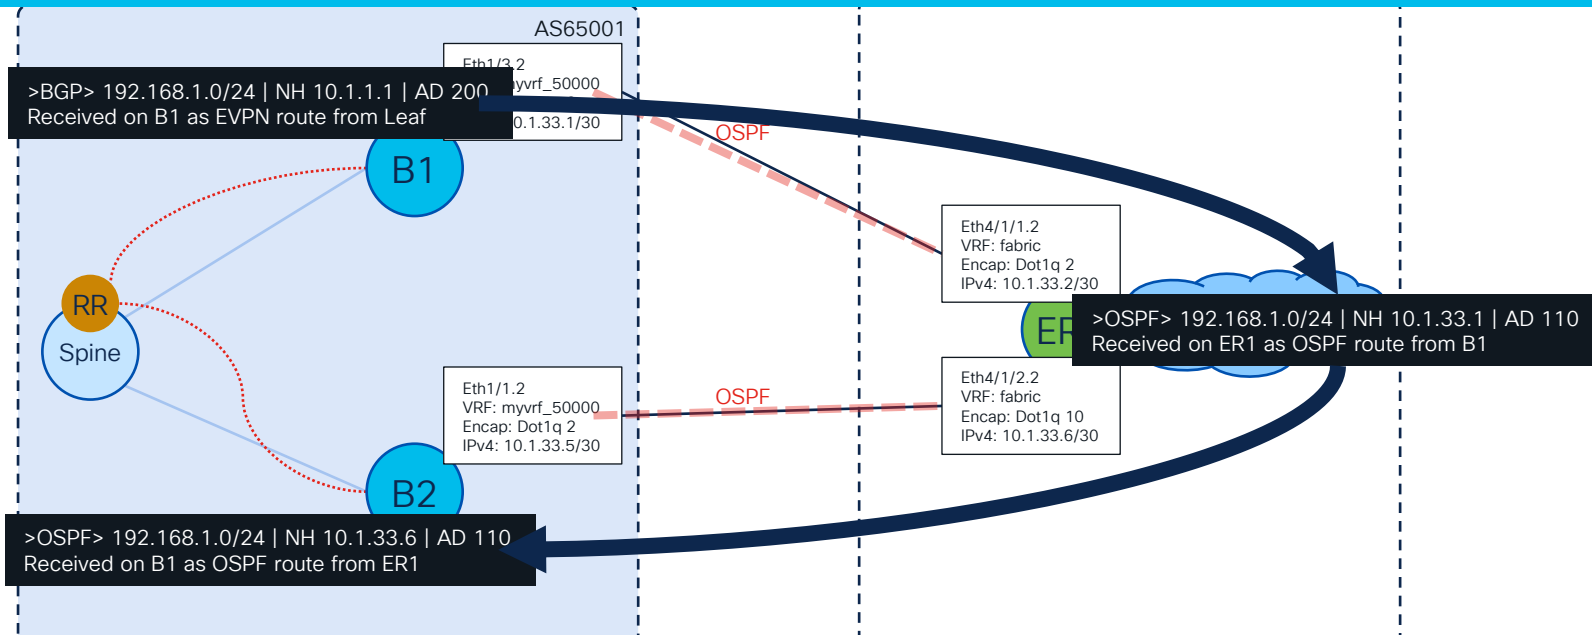 AS65001
Eth1/3.2
myvrf_50000
0.1.33.1/30
>BGP> 192.168.1.0/24 | NH 10.1.1.1 | AD 200
Received on B1 as EVPN route from Leaf
B1
OSPF
Eth4/1/1.2
VRF: fabric
Encap: Dot1q 2
IPv4: 10.1.33.2/30
RR
Spine
ER
>OSPF> 192.168.1.0/24 | NH 10.1.33.1 | AD 110
Received on ER1 as OSPF route from B1
Eth1/1.2
VRF: myvrf_50000
Encap: Dot1q 2
IPv4: 10.1.33.5/30
OSPF
Eth4/1/2.2
VRF: fabric
Encap: Dot1q 10
IPv4: 10.1.33.6/30
B2
>OSPF> 192.168.1.0/24 | NH 10.1.33.6 | AD 110
Received on B1 as OSPF route from ER1